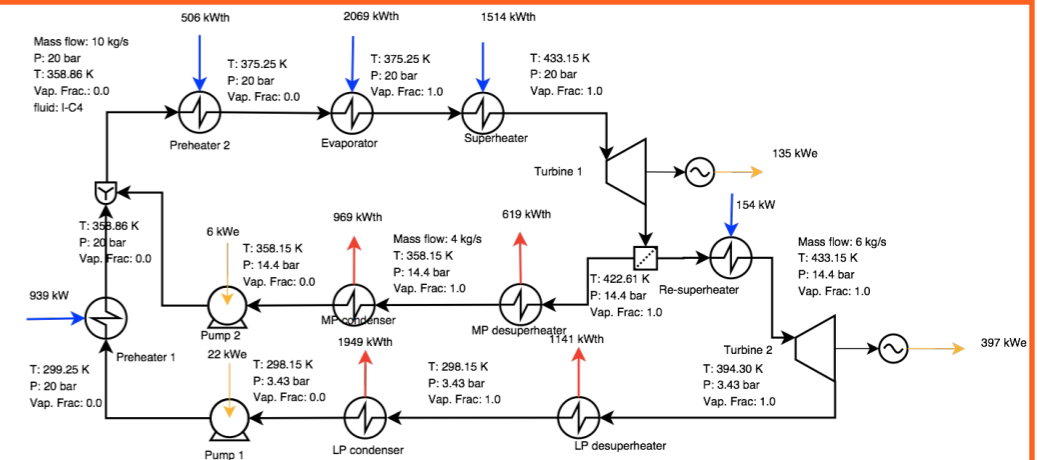 506 kWth
2069 kWth
1514 kWth
Mass flow: 10 kg/s
P: 20 bar
T: 358.86 K
Vap. Frac.: 0.0
fluid: I-C4
T: 375.25 K
P: 20 bar
Vap. Frac: 0.0
T: 375.25 K
P: 20 bar
Vap. Frac: 1.0
T: 433.15 K
P: 20 bar
Vap. Frac: 1.0
Preheater 2
Evaporator
Superheater
Turbine 1
135 kWe
154 kW
T: 358.86 K
P: 20 bar
Vap. Frac: 0.0
6 kWe
T: 358.15 K
P: 14.4 bar
Vap. Frac: 0.0
969 kWth
Mass flow: 4 kg/s
T: 358.15 K
P: 14.4 bar
Vap. Frac: 1.0
619 kWth
T: 422.61 K
P: 14.4 bar
Vap. Frac: 1.0
Re-superheater
Mass flow: 6 kg/s
T: 433.15 K
P: 14.4 bar
Vap. Frac: 1.0
939 kW
Preheater 1
Pump 2
MP condenser
MP desuperheater
Turbine 2
397 kWe
T: 299.25 K
P: 20 bar
Vap. Frac: 0.0
22 kWe
T: 298.15 K
P: 3.43 bar
Vap. Frac: 0.0
1949 kWth
T: 298.15 K
P: 3.43 bar
Vap. Frac: 1.0
1141 kWth
T: 394.30 K
P: 3.43 bar
Vap. Frac: 1.0
Pump 1
LP condenser
LP desuperheater